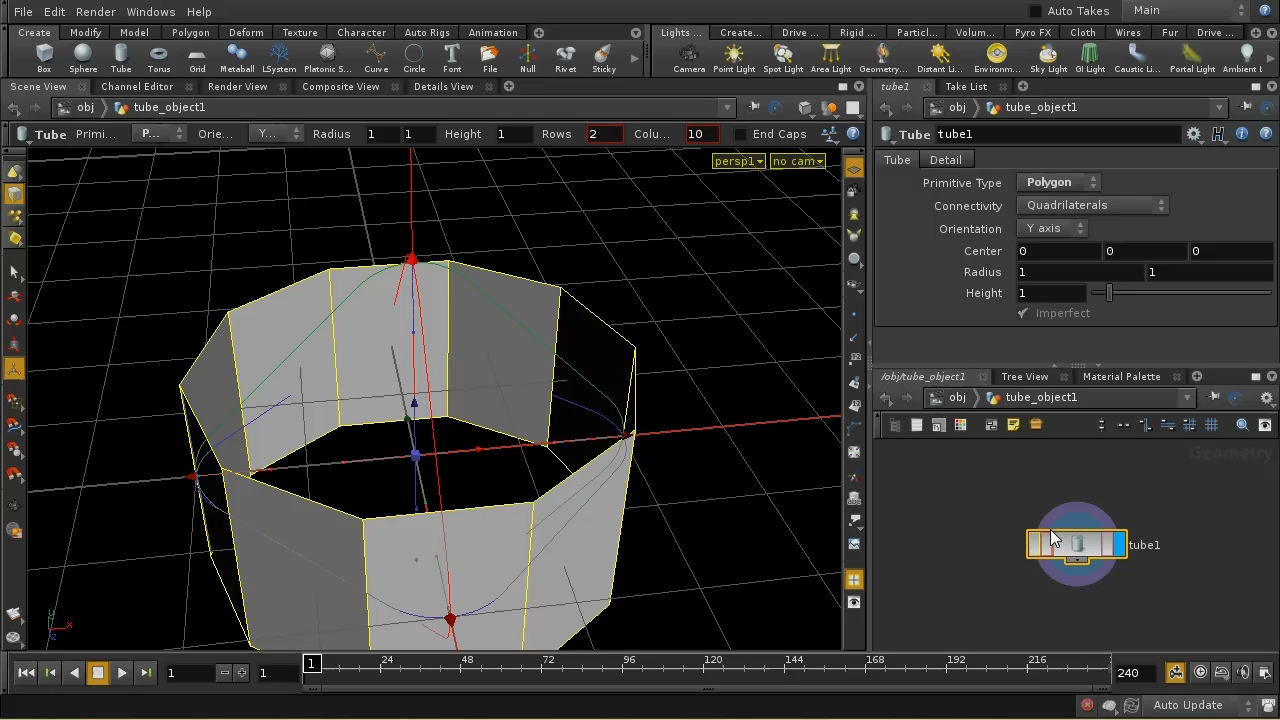 File Edit Render Windows Help Auto Takes Main
Create Modify Model Polygon Deform Texture Character Auto Rigs Animation Lights ... Create... Drive ... Rigid ... Particl... Volum... Pyro FX Cloth Wires Fur Drive ...
Box Sphere Tube Torus Grid Metaball LSystem Platonic S... Curve Circle Font File Null Rivet Sticky Camera Point Light Spot Light Area Light Geometry... Distant Li... Environm... Sky Light GI Light Caustic Li... Portal Light Ambient L
Scene View Channel Editor Render View Composite View Details View tube1 Take List
obj tube_object1 obj tube_object1
Tube Primi... P... Orie... Y... Radius 1 1 Height 1 Rows 2 Colu... 10 End Caps Tube tube1
persp1 no cam
Tube Detail
Primitive Type Polygon
Connectivity Quadrilaterals
Orientation Y axis
Center 0 0 0
Radius 1 1
Height 1
Imperfect
/obj/tube_object1 Tree View Material Palette
obj tube_object1
Geometry
tube1
y x z
1 1 1 24 48 72 96 120 144 168 192 216 240
Auto Update